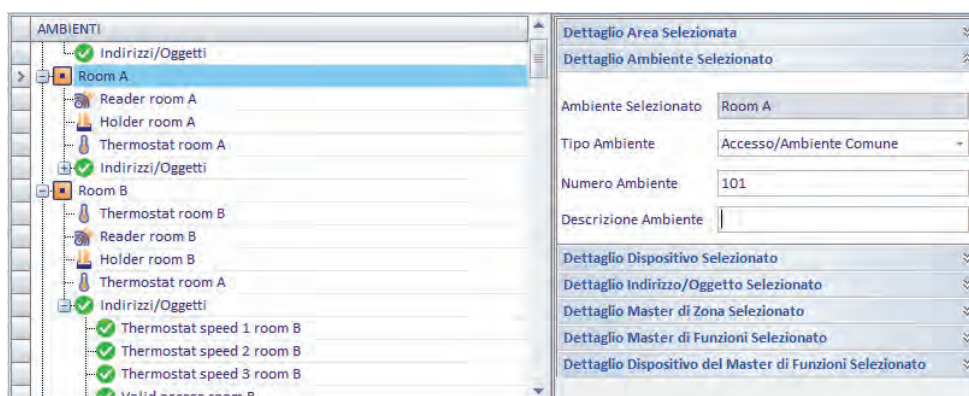 AMBIENTI
Indirizzi/Oggetti
Room A
Reader room A
Holder room A
Thermostat room A
Indirizzi/Oggetti
Room B
Thermostat room B
Reader room B
Holder room B
Thermostat room A
Indirizzi/Oggetti
Thermostat speed 1 room B
Thermostat speed 2 room B
Thermostat speed 3 room B
Valid access room B
Dettaglio Area Selezionata
Dettaglio Ambiente Selezionato
Ambiente Selezionato Room A
Tipo Ambiente Accesso/Ambiente Comune
Numero Ambiente 101
Descrizione Ambiente
Dettaglio Dispositivo Selezionato
Dettaglio Indirizzo/Oggetto Selezionato
Dettaglio Master di Zona Selezionato
Dettaglio Master di Funzioni Selezionato
Dettaglio Dispositivo del Master di Funzioni Selezionato